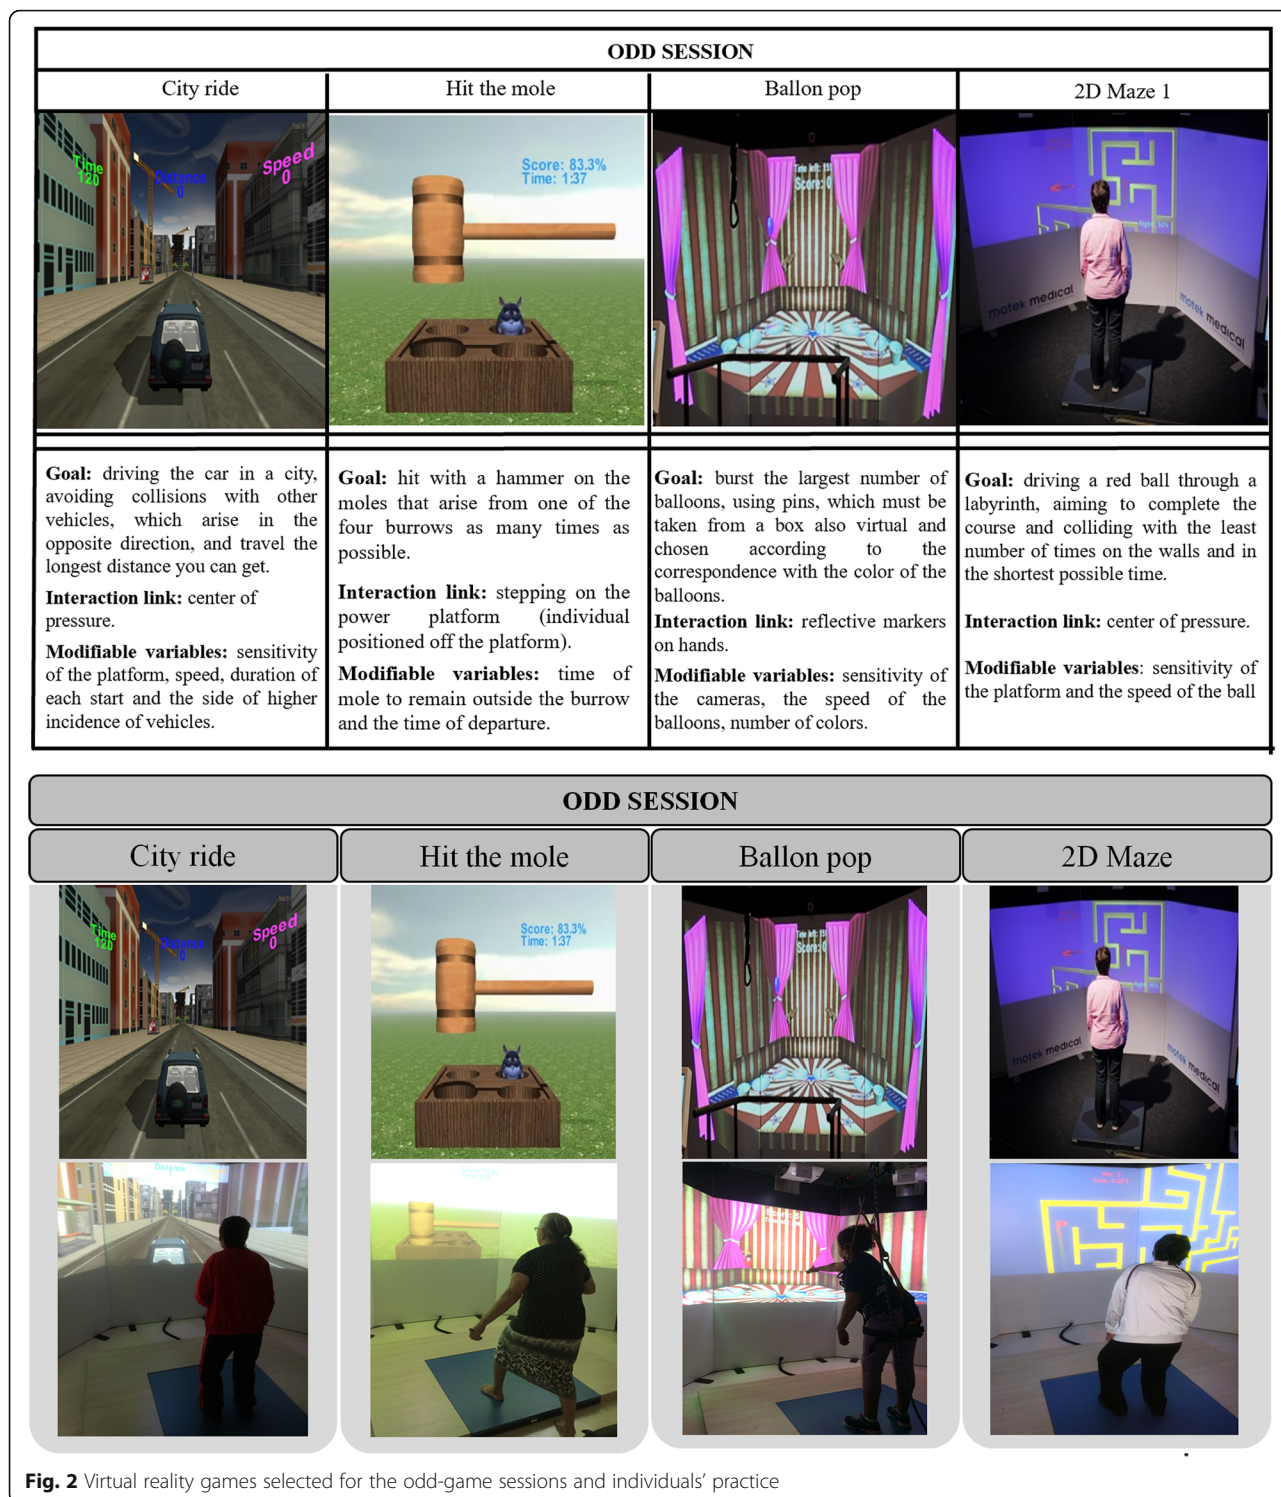 ODD SESSION
City ride
Hit the mole
Ballon pop
2D Maze 1
Time
120
Distance
0
Speed
0
Score: 83.3%
Time: 1:37
Score: 0
motek medical
motek medical
Goal: driving the car in a city,
avoiding collisions with other
vehicles, which arise in the
opposite direction, and travel the
longest distance you can get.
Interaction link: center of
pressure.
Modifiable variables: sensitivity
of the platform, speed, duration of
each start and the side of higher
incidence of vehicles.
Goal: hit with a hammer on the
moles that arise from one of the
four burrows as many times as
possible.
Interaction link: stepping on the
power platform (individual
positioned off the platform).
Modifiable variables: time of
mole to remain outside the burrow
and the time of departure.
Goal: burst the largest number of
balloons, using pins, which must be
taken from a box also virtual and
chosen according to the
correspondence with the color of the
balloons.
Interaction link: reflective markers
on hands.
Modifiable variables: sensitivity of
the cameras, the speed of the
balloons, number of colors.
Goal: driving a red ball through a
labyrinth, aiming to complete the
course and colliding with the least
number of times on the walls and in
the shortest possible time.
Interaction link: center of pressure.
Modifiable variables: sensitivity of
the platform and the speed of the ball
ODD SESSION
City ride
Hit the mole
Ballon pop
2D Maze
Time
120
Distance
0
Speed
0
Score: 83.3%
Time: 1:37
Score: 0
motek medical
motek medical
Distance
Fig. 2 Virtual reality games selected for the odd-game sessions and individuals' practice